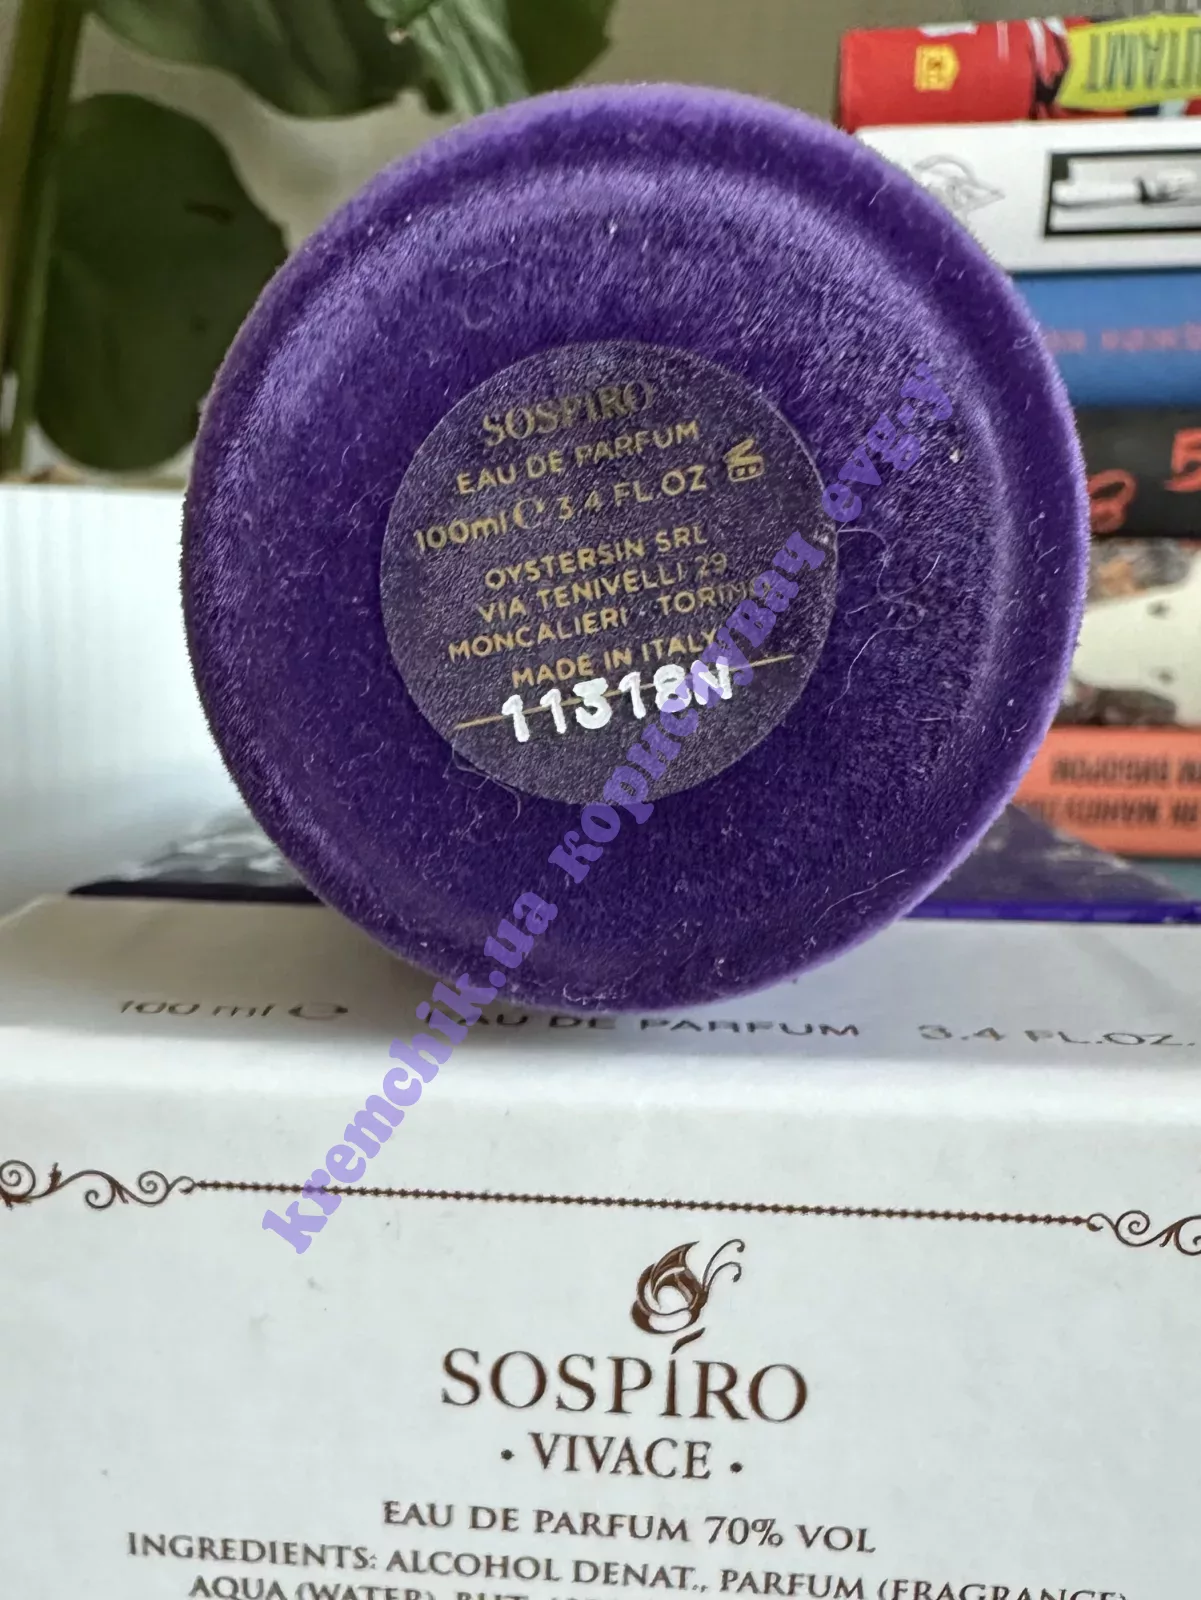 SOSPIRO
EAU DE PARFUM
100ml e 3.4 FL.OZ
OYSTERSIN SRL
VIA TENIVELLI 29
MONCALIERI · TORINO
MADE IN ITALY
11318N
kremchik.ua користувач evg-y
100 ml e EAU DE PARFUM 3.4 FL.OZ.
SOSPÍRO
· VIVACE ·
EAU DE PARFUM 70% VOL
INGREDIENTS: ALCOHOL DENAT., PARFUM (FRAGRANCE)
AQUA (WATER)